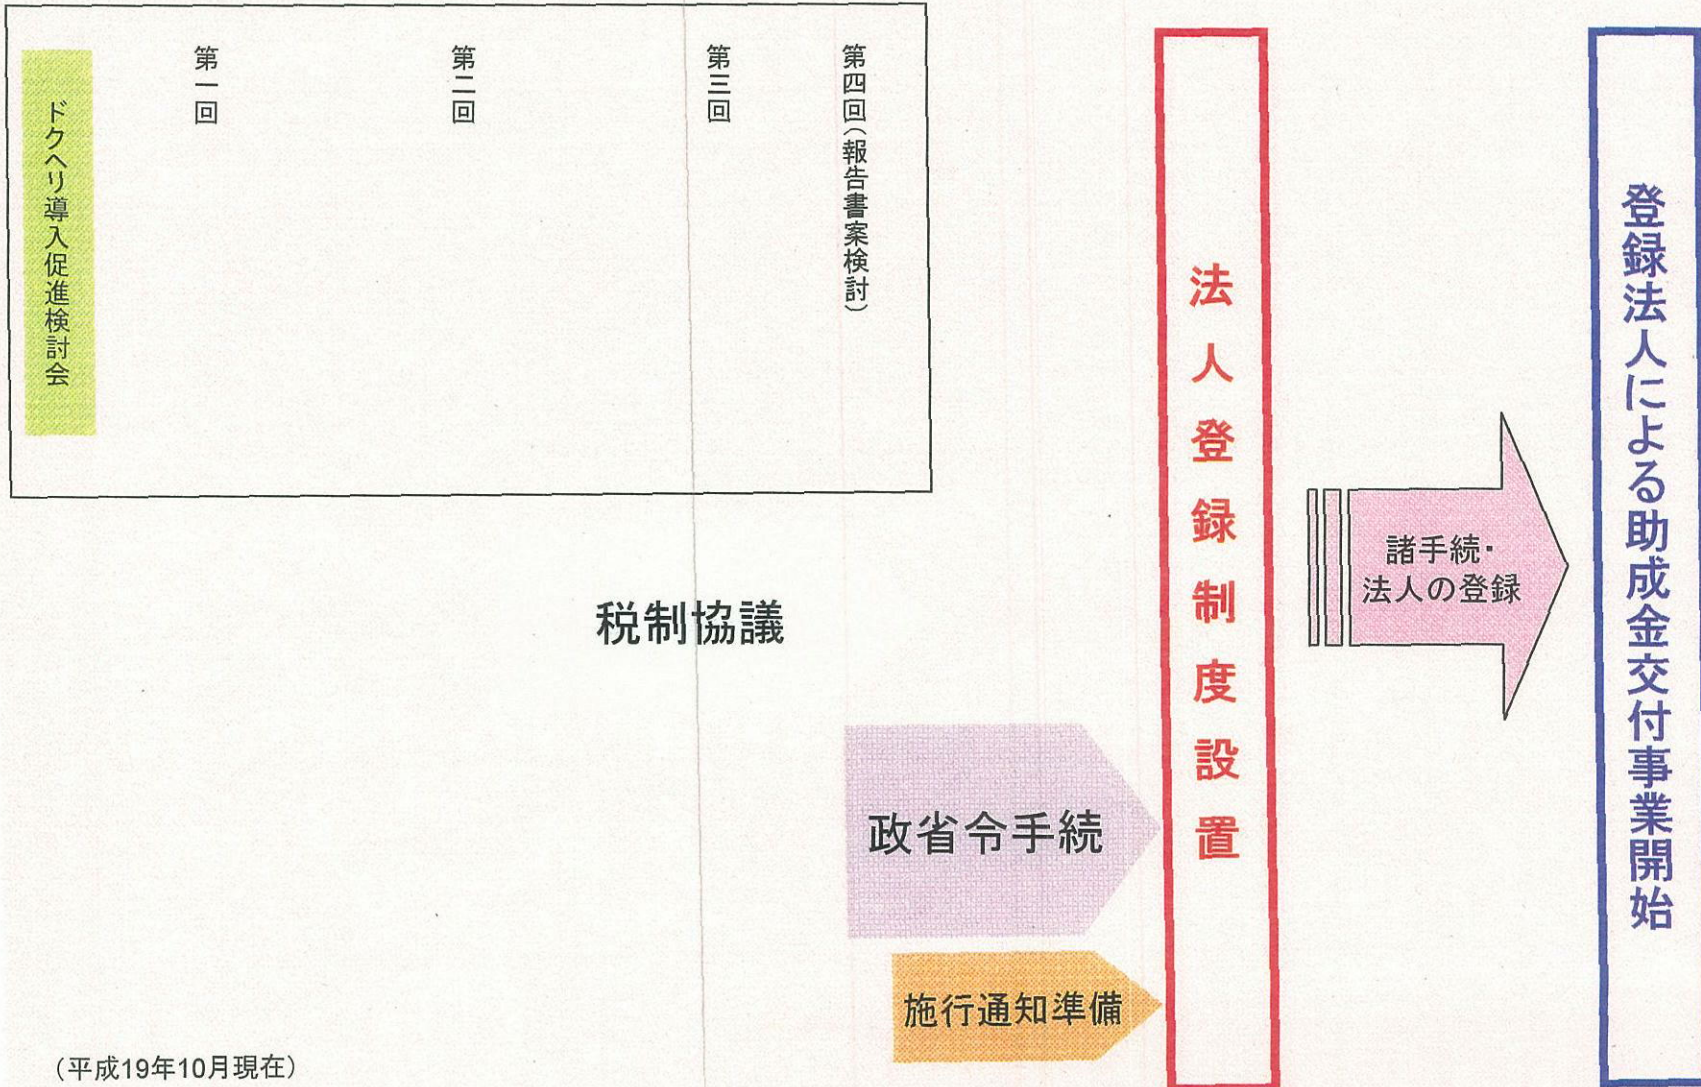 ドクヘリ導入促進検討会
第一回
第二回
第三回
第四回(報告書案検討)
税制協議
政省令手続
施行通知準備
法人登録制度設置
諸手続・
法人の登録
登録法人による助成金交付事業開始
(平成19年10月現在)